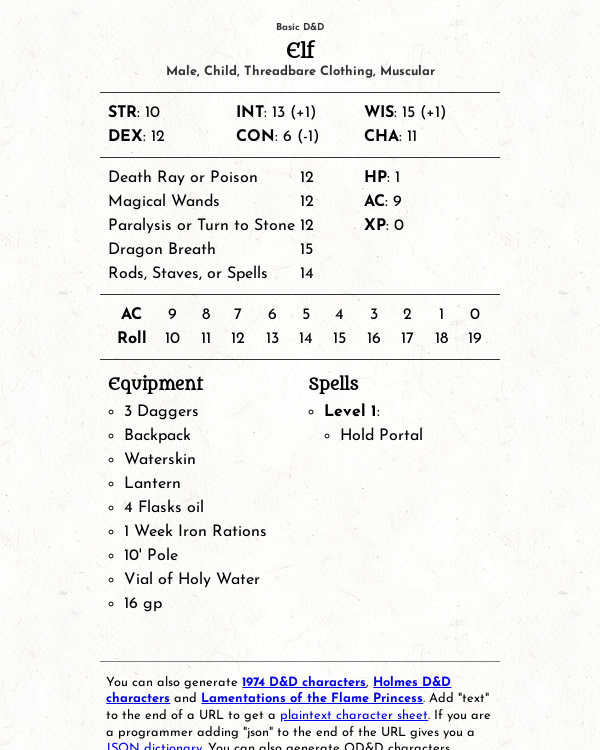 Basic D&D
Elf
Male, Child, Threadbare Clothing, Muscular
STR: 10 INT: 13 (+1) WIS: 15 (+1)
DEX: 12 CON: 6 (-1) CHA: 11
Death Ray or Poison 12 HP: 1
Magical Wands 12 AC: 9
Paralysis or Turn to Stone 12 XP: 0
Dragon Breath 15
Rods, Staves, or Spells 14
AC 9 8 7 6 5 4 3 2 1 0
Roll 10 11 12 13 14 15 16 17 18 19
Equipment
3 Daggers
Backpack
Waterskin
Lantern
4 Flasks oil
1 Week Iron Rations
10' Pole
Vial of Holy Water
16 gp
Spells
Level 1:
Hold Portal
You can also generate 1974 D&D characters, Holmes D&D
characters and Lamentations of the Flame Princess. Add "text"
to the end of a URL to get a plaintext character sheet. If you are
a programmer adding "json" to the end of the URL gives you a
JSON dictionary. You can also generate OD&D characters